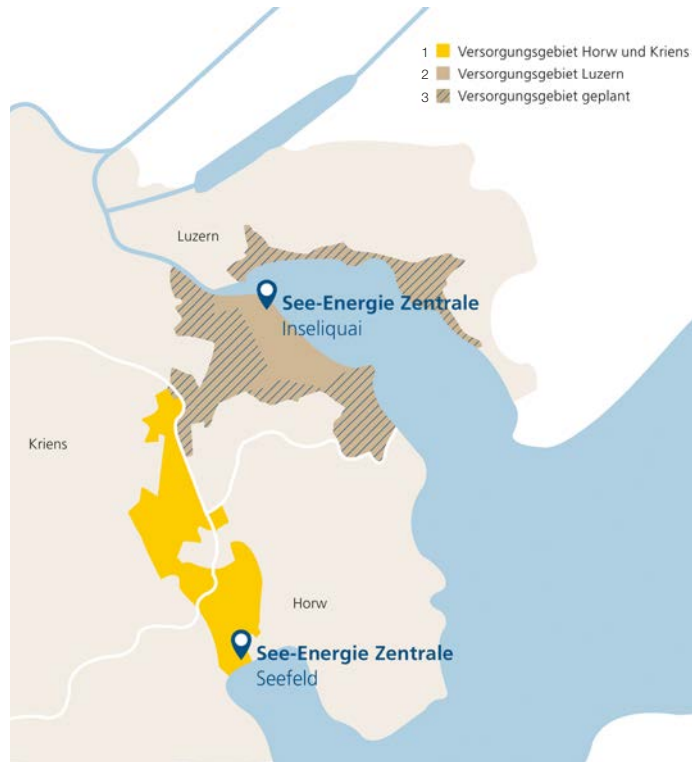 1 Versorgungsgebiet Horw und Kriens
2 Versorgungsgebiet Luzern
3 Versorgungsgebiet geplant
Luzern
See-Energie Zentrale
Inseliquai
Kriens
Horw
See-Energie Zentrale
Seefeld